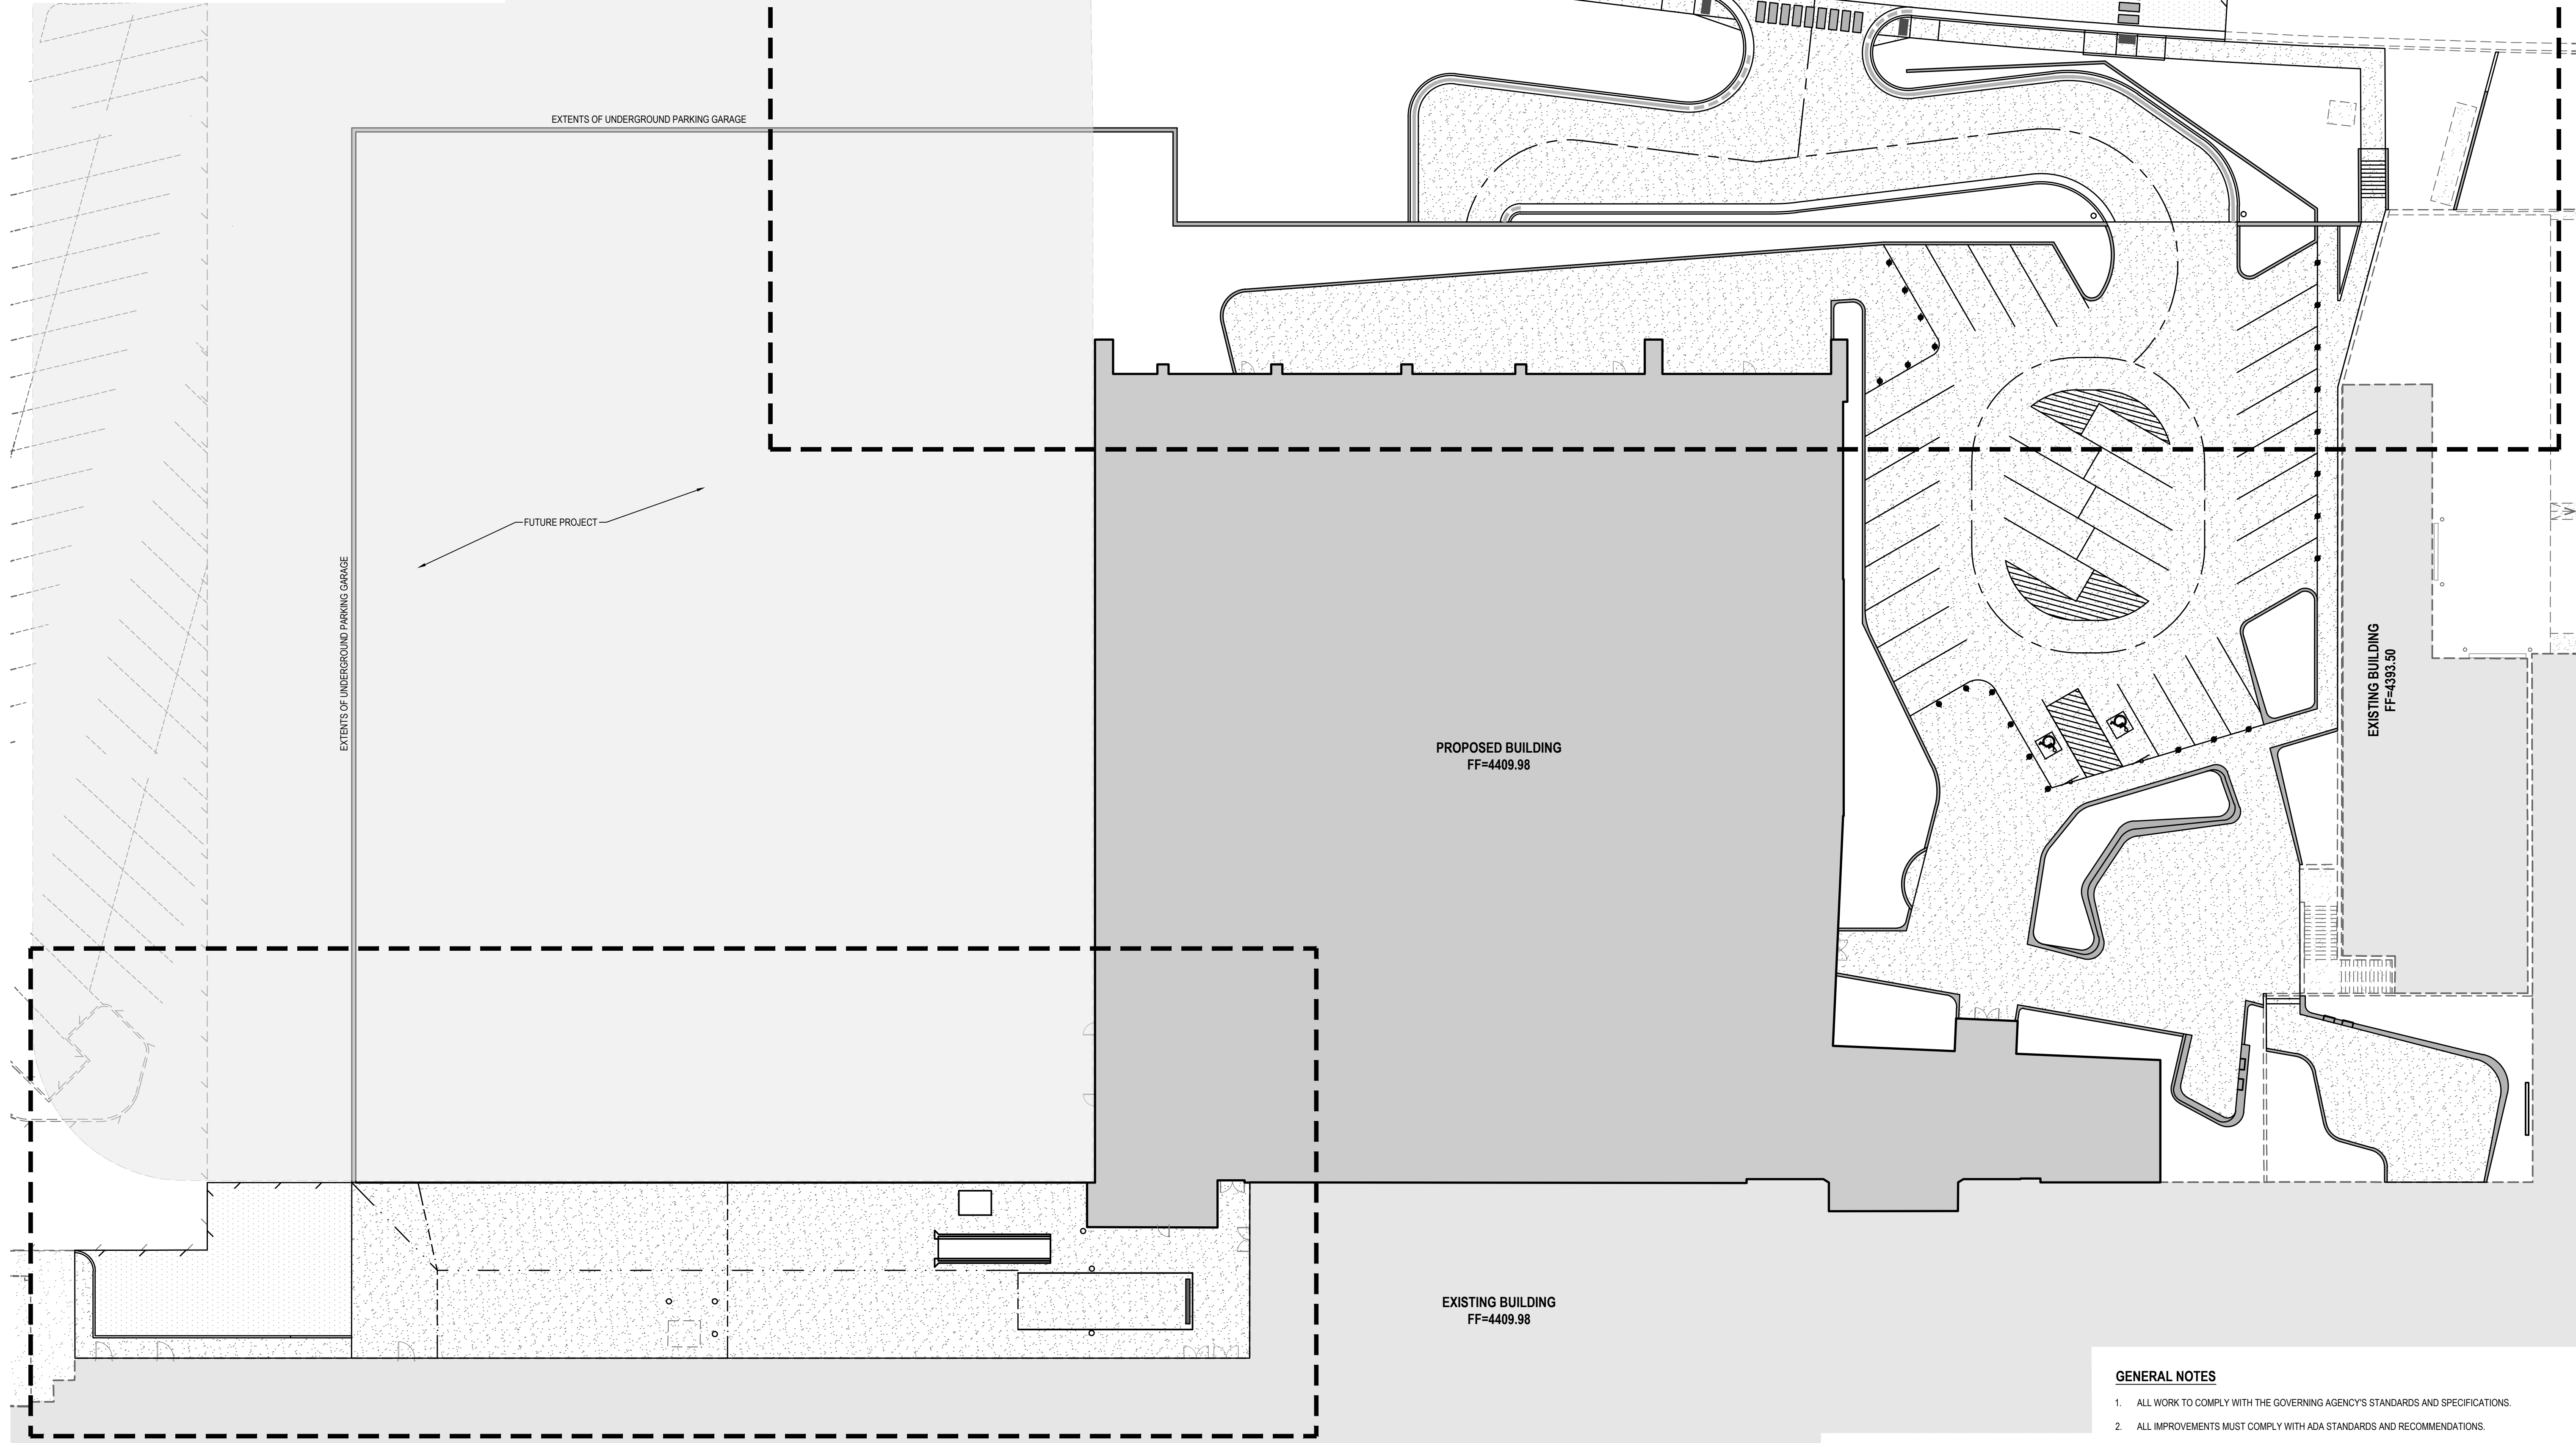 EXTENTS OF UNDERGROUND PARKING GARAGE
FUTURE PROJECT
EXTENTS OF UNDERGROUND PARKING GARAGE
PROPOSED BUILDING
FF=4409.98
EXISTING BUILDING
FF=4393.50
EXISTING BUILDING
FF=4409.98
GENERAL NOTES
1. ALL WORK TO COMPLY WITH THE GOVERNING AGENCY'S STANDARDS AND SPECIFICATIONS.
2. ALL IMPROVEMENTS MUST COMPLY WITH ADA STANDARDS AND RECOMMENDATIONS.